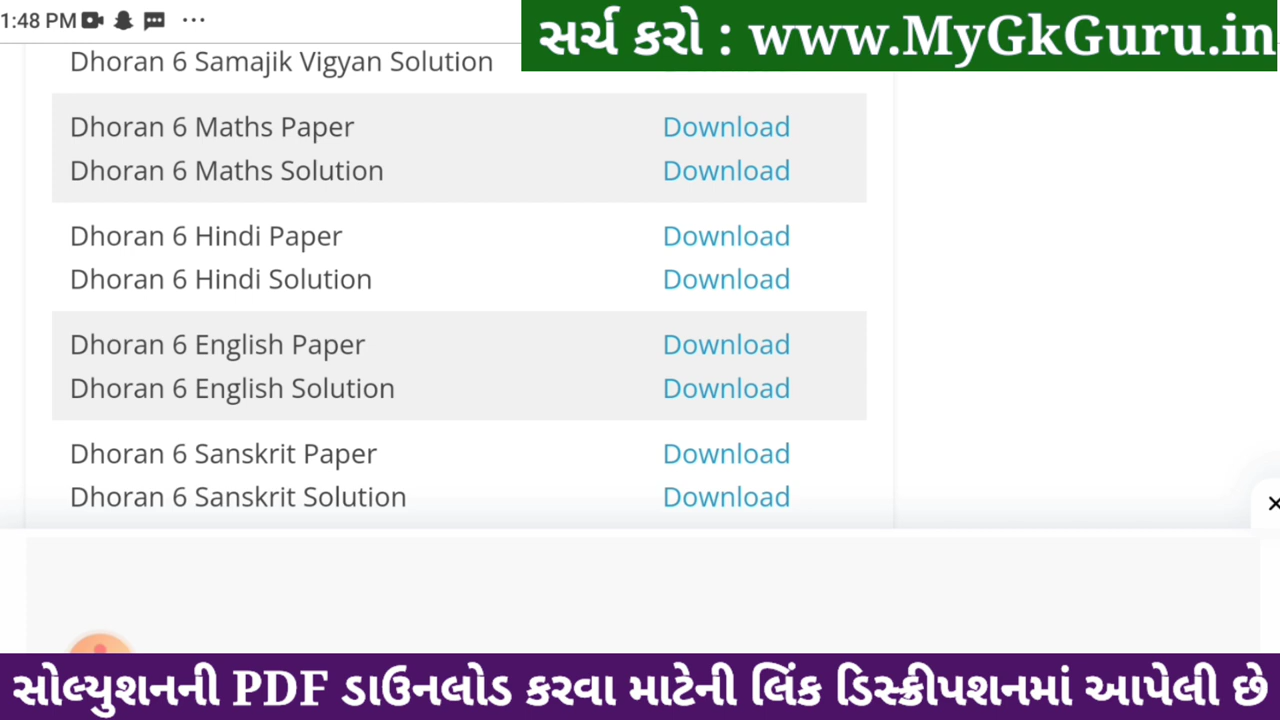 1:48 PM
સર્ચ કરો : www.MyGkGuru.in
Dhoran 6 Samajik Vigyan Solution
Dhoran 6 Maths Paper Download
Dhoran 6 Maths Solution Download
Dhoran 6 Hindi Paper Download
Dhoran 6 Hindi Solution Download
Dhoran 6 English Paper Download
Dhoran 6 English Solution Download
Dhoran 6 Sanskrit Paper Download
Dhoran 6 Sanskrit Solution Download
સોલ્યુશનની PDF ડાઉનલોડ કરવા માટેની લિંક ડિસ્ક્રીપશનમાં આપેલી છે